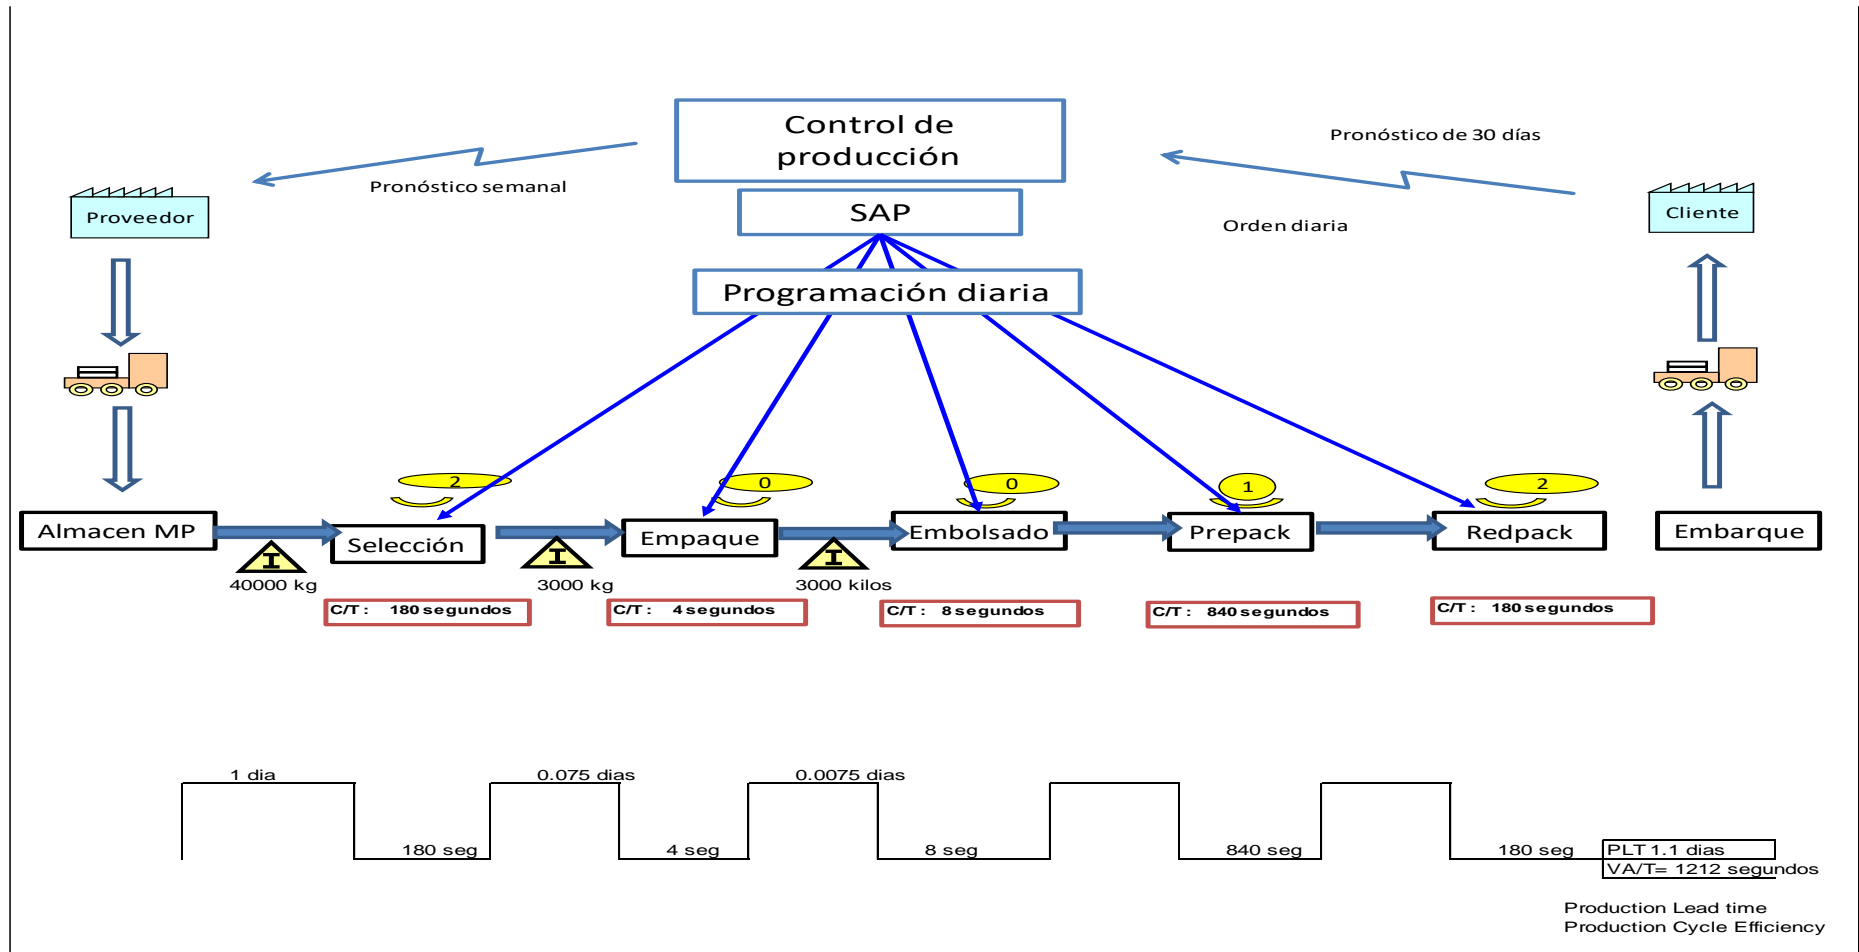 Control de
producción
Pronóstico de 30 días
Pronóstico semanal
SAP
Proveedor
Cliente
Orden diaria
Programación diaria
2
0
0
1
2
Almacen MP
Selección
Empaque
Embolsado
Prepack
Redpack
Embarque
I
I
I
40000 kg
3000 kg
3000 kilos
C/T : 180 segundos
C/T : 4 segundos
C/T : 8 segundos
C/T : 840 segundos
C/T : 180 segundos
1 dia
0.075 dias
0.0075 dias
180 seg
4 seg
8 seg
840 seg
180 seg
PLT 1.1 dias
VA/T= 1212 segundos
Production Lead time
Production Cycle Efficiency